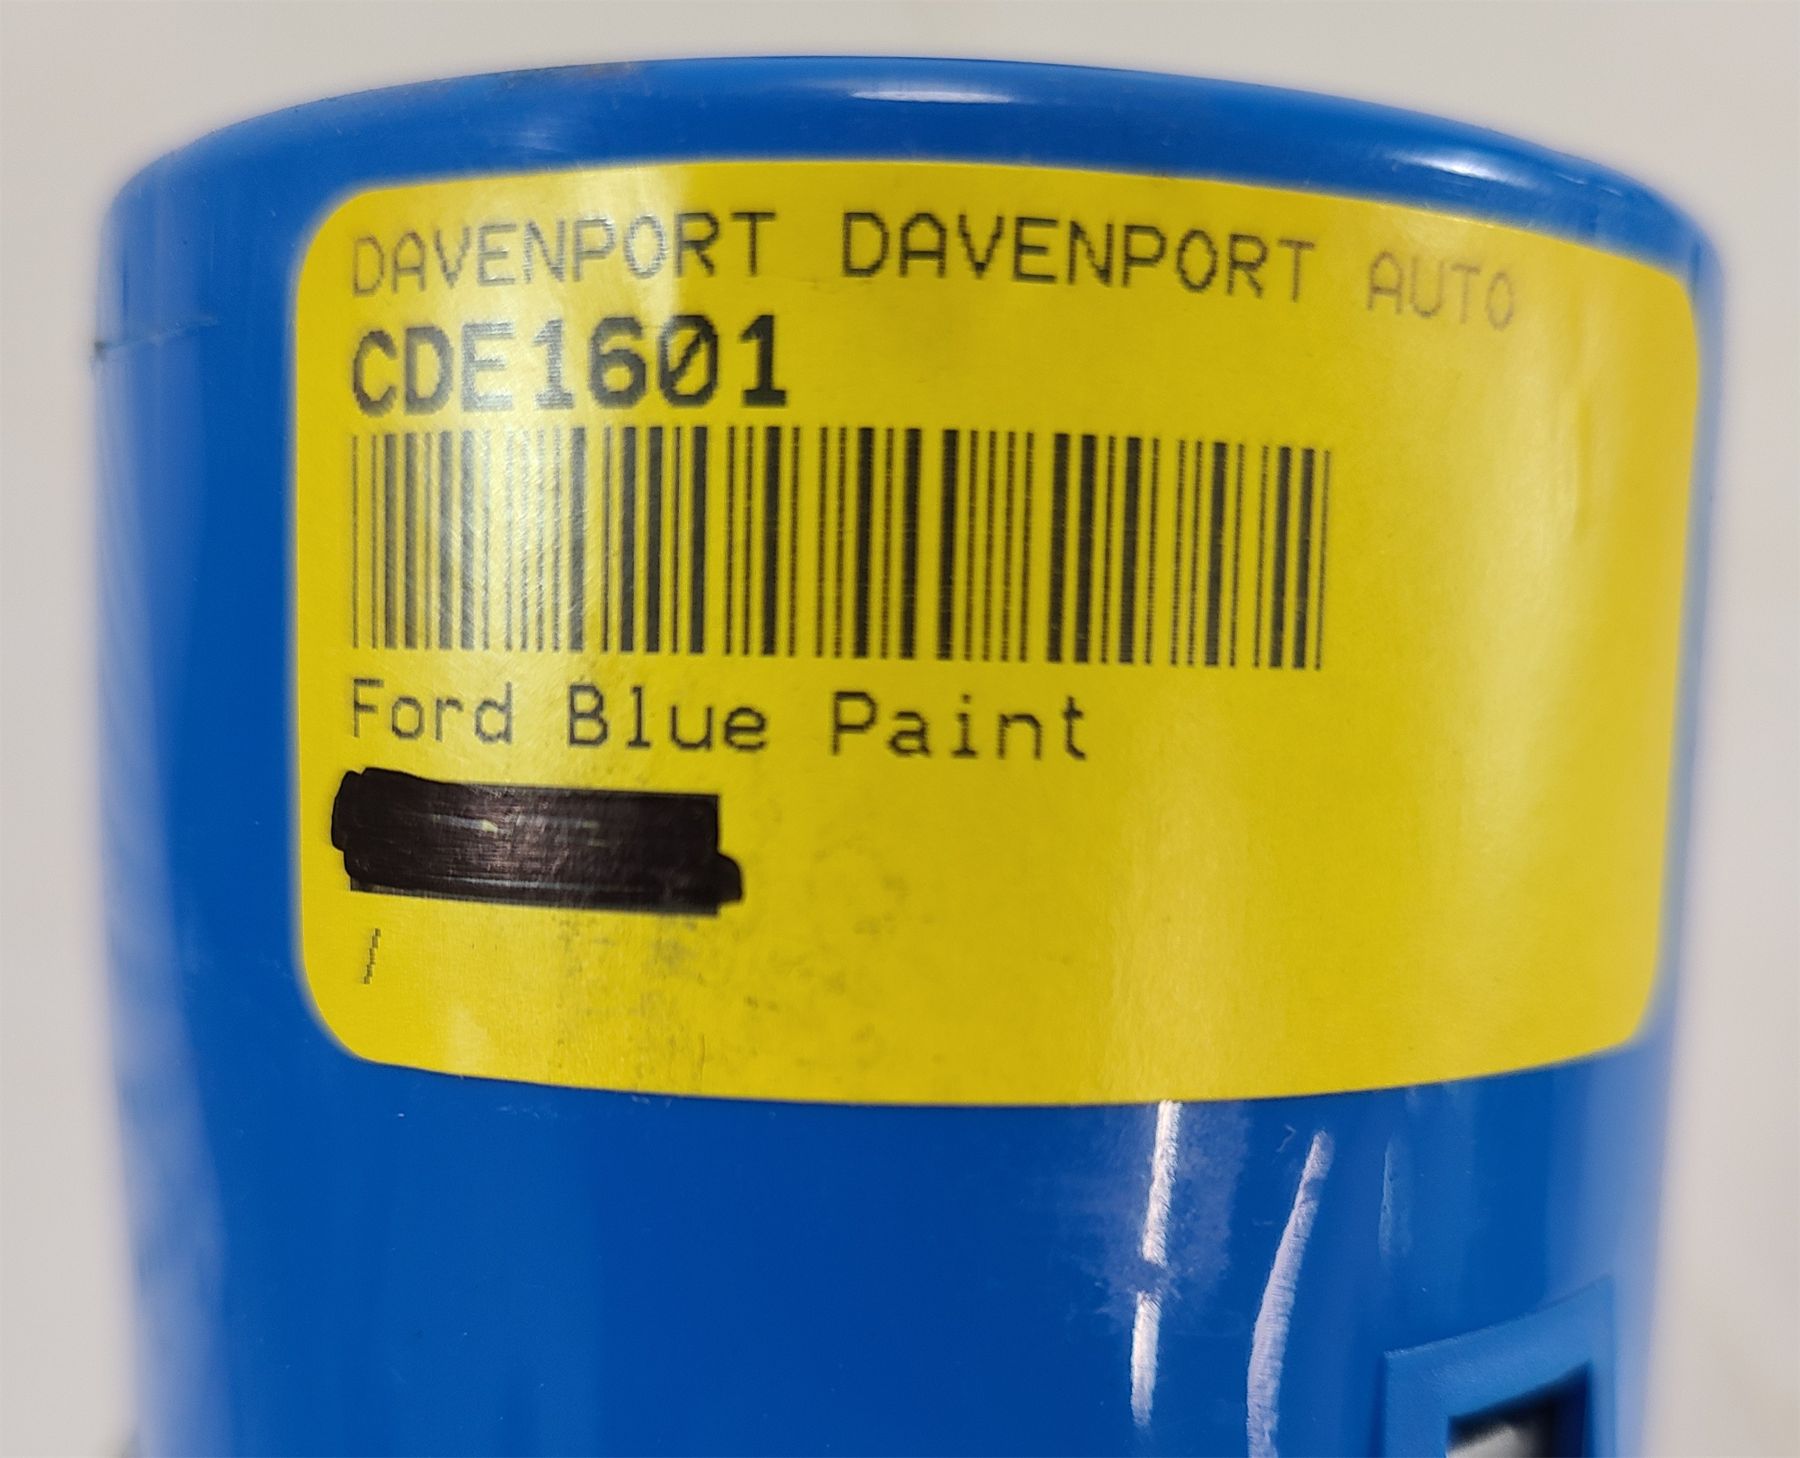 DAVENPORT DAVENPORT AUTO
CDE1601
Ford Blue Paint
/